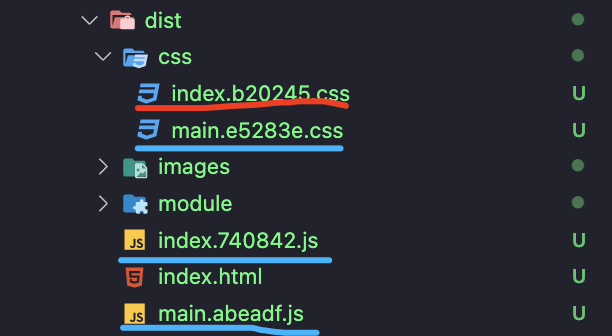 dist
css
index.b20245.css
U
main.e5283e.css
U
images
module
JS index.740842.js
U
index.html
U
JS main.abeadf.js
U